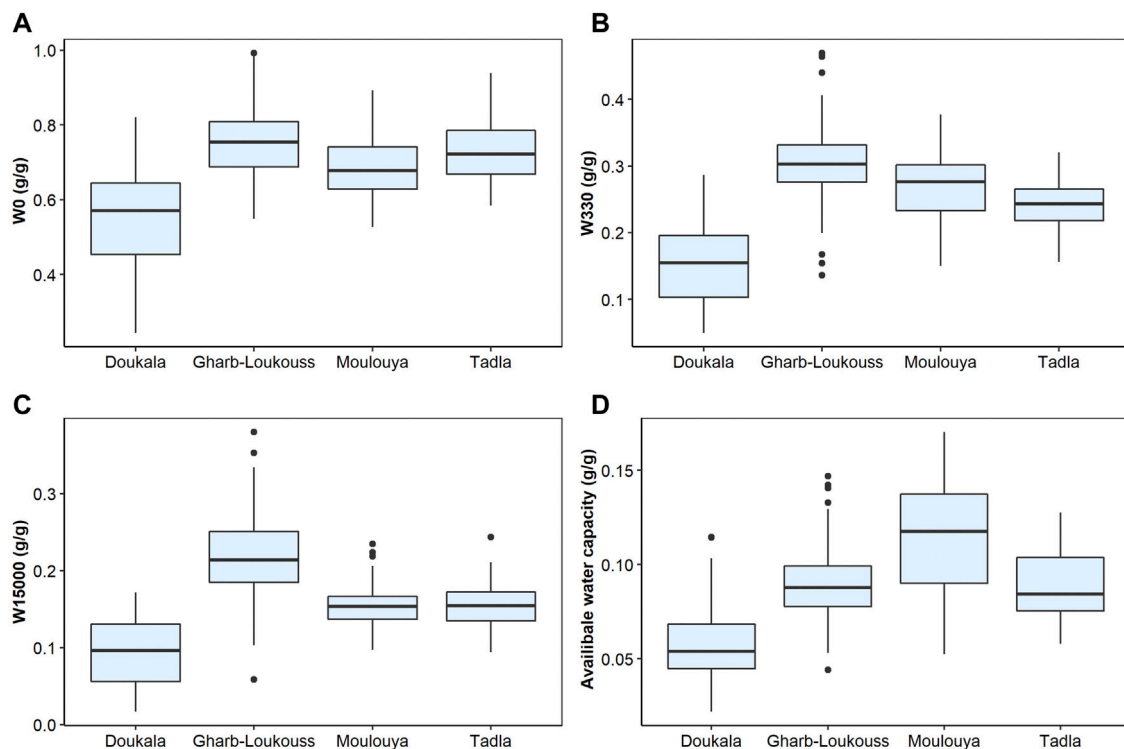 A
W0 (g/g)
1.0
0.8
0.6
0.4
Doukala Gharb-Loukouss Moulouya Tadla
B
W330 (g/g)
0.4
0.3
0.2
0.1
Doukala Gharb-Loukouss Moulouya Tadla
C
W15000 (g/g)
0.3
0.2
0.1
0.0
Doukala Gharb-Loukouss Moulouya Tadla
D
Availibale water capacity (g/g)
0.15
0.10
0.05
Doukala Gharb-Loukouss Moulouya Tadla